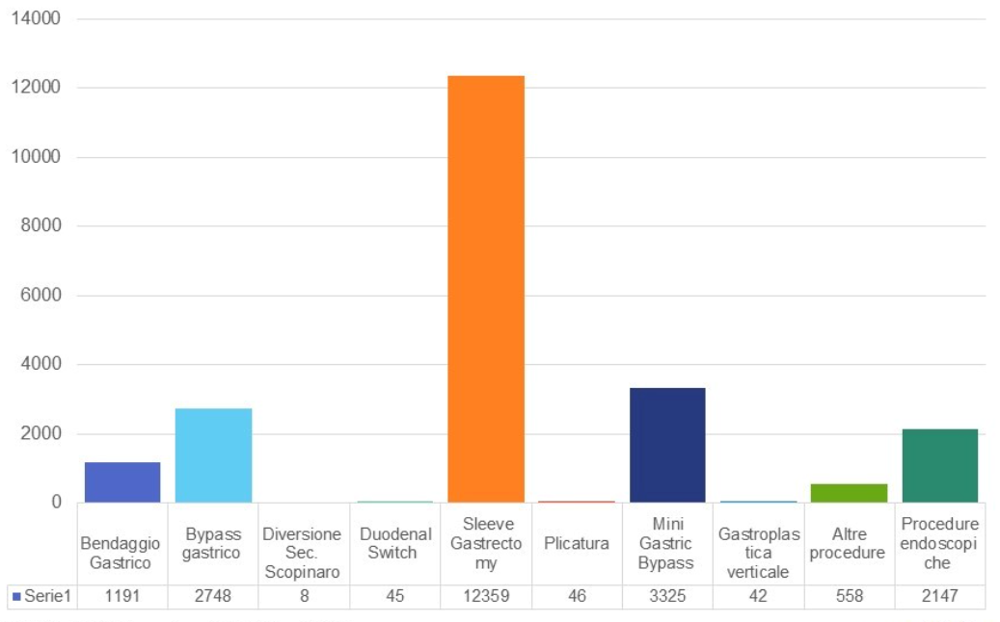 14000
12000
10000
8000
6000
4000
2000
0
Bendaggio
Gastrico
Bypass
gastrico
Diversione
Sec.
Scopinaro
Duodenal
Switch
Sleeve
Gastrecto
my
Plicatura
Mini
Gastric
Bypass
Gastroplas
tica
verticale
Altre
procedure
Procedure
endoscopi
che
Serie1 1191 2748 8 45 12359 46 3325 42 558 2147